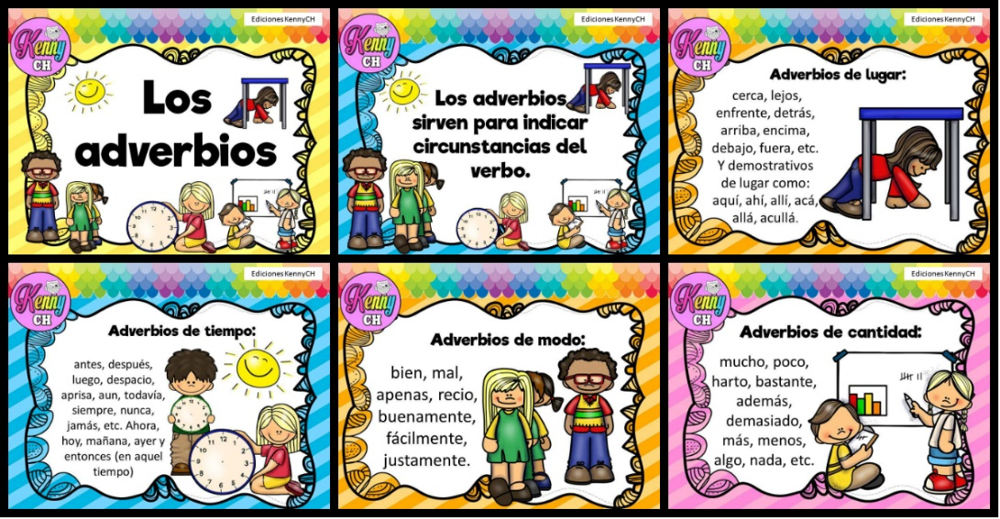 Ediciones KennyCH
Kenny
CH
Los
adverbios
Ediciones KennyCH
Kenny
CH
Los adverbios
sirven para indicar
circunstancias del
verbo.
Ediciones KennyCH
Kenny
CH
Adverbios de lugar:
cerca, lejos,
enfrente, detrás,
arriba, encima,
debajo, fuera, etc.
Y demostrativos
de lugar como:
aquí, ahí, allí, acá,
allá, acullá.
Ediciones KennyCH
Kenny
CH
Adverbios de tiempo:
antes, después,
luego, despacio,
aprisa, aun, todavía,
siempre, nunca,
jamás, etc. Ahora,
hoy, mañana, ayer y
entonces (en aquel
tiempo)
Kenny
CH
Adverbios de modo:
bien, mal,
apenas, recio,
buenamente,
fácilmente,
justamente.
Ediciones KennyCH
Kenny
CH
Adverbios de cantidad:
mucho, poco,
harto, bastante,
además,
demasiado,
más, menos,
algo, nada, etc.